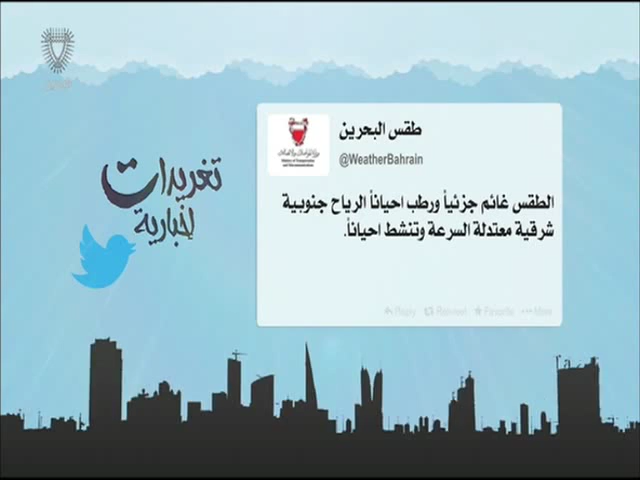 طقس البحرين
@WeatherBahrain
تغريدات
إخبارية
الطقس غائم جزئياً ورطب احياناً الرياح جنوبية
شرقية معتدلة السرعة وتنشط احياناً.
Reply Retweet Favorite More